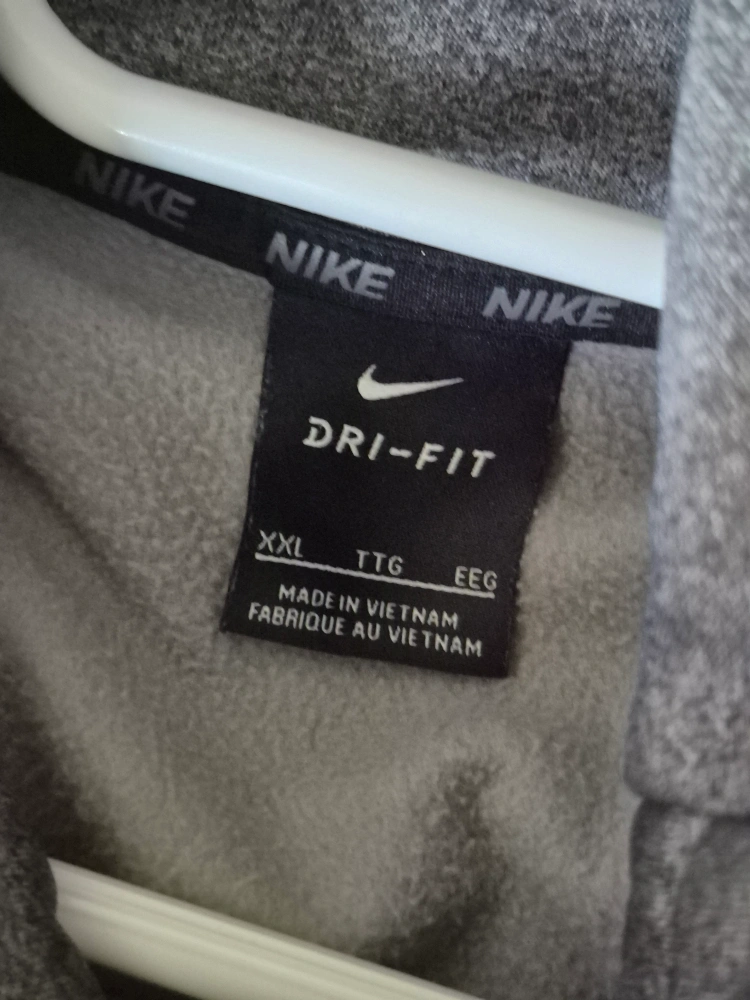 NIKE NIKE NIKE
DRI-FIT
XXL TTG EEG
MADE IN VIETNAM
FABRIQUE AU VIETNAM